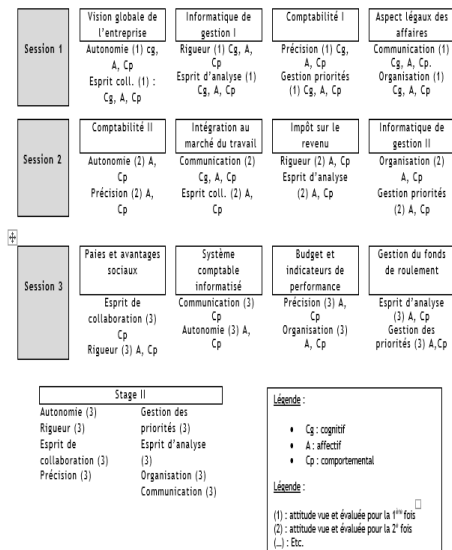 Session 1
Vision globale de
l'entreprise
Autonomie (1) cg,
A, Cp
Esprit coll. (1) :
Cg, A, Cp
Informatique de
gestion I
Rigueur (1) Cg, A,
Cp
Esprit d'analyse (1)
Cg, A, Cp
Comptabilité I
Précision (1) Cg,
A, Cp
Gestion priorités
(1) Cg, A, Cp
Aspect légaux des
affaires
Communication (1)
Cg, A, Cp.
Organisation (1)
Cg, A, Cp
Session 2
Comptabilité II
Autonomie (2) A,
Cp
Précision (2) A,
Cp
Intégration au
marché du travail
Communication (2)
Cg, A, Cp
Esprit coll. (2) A,
Cp
Impôt sur le
revenu
Rigueur (2) A, Cp
Esprit d'analyse
(2) A, Cp
Informatique de
gestion II
Organisation (2)
A, Cp
Gestion priorités
(2) A, Cp
Session 3
Paies et avantages
sociaux
Esprit de
collaboration (3)
Cp
Rigueur (3) A, Cp
Système
comptable
informatisé
Communication (3)
Cp
Autonomie (3) A,
Cp
Budget et
indicateurs de
performance
Précision (3) A,
Cp
Organisation (3)
A, Cp
Gestion du fonds
de roulement
Esprit d'analyse
(3) A, Cp
Gestion des
priorités (3) A,Cp
Stage II
Autonomie (3)
Rigueur (3)
Esprit de
collaboration (3)
Précision (3)
Gestion des
priorités (3)
Esprit d'analyse
(3)
Organisation (3)
Communication (3)
Légende :
• Cg : cognitif
• A : affectif
• Cp : comportemental
Légende :
(1) : attitude vue et évaluée pour la 1ère fois
(2) : attitude vue et évaluée pour la 2e fois
(...) : Etc.